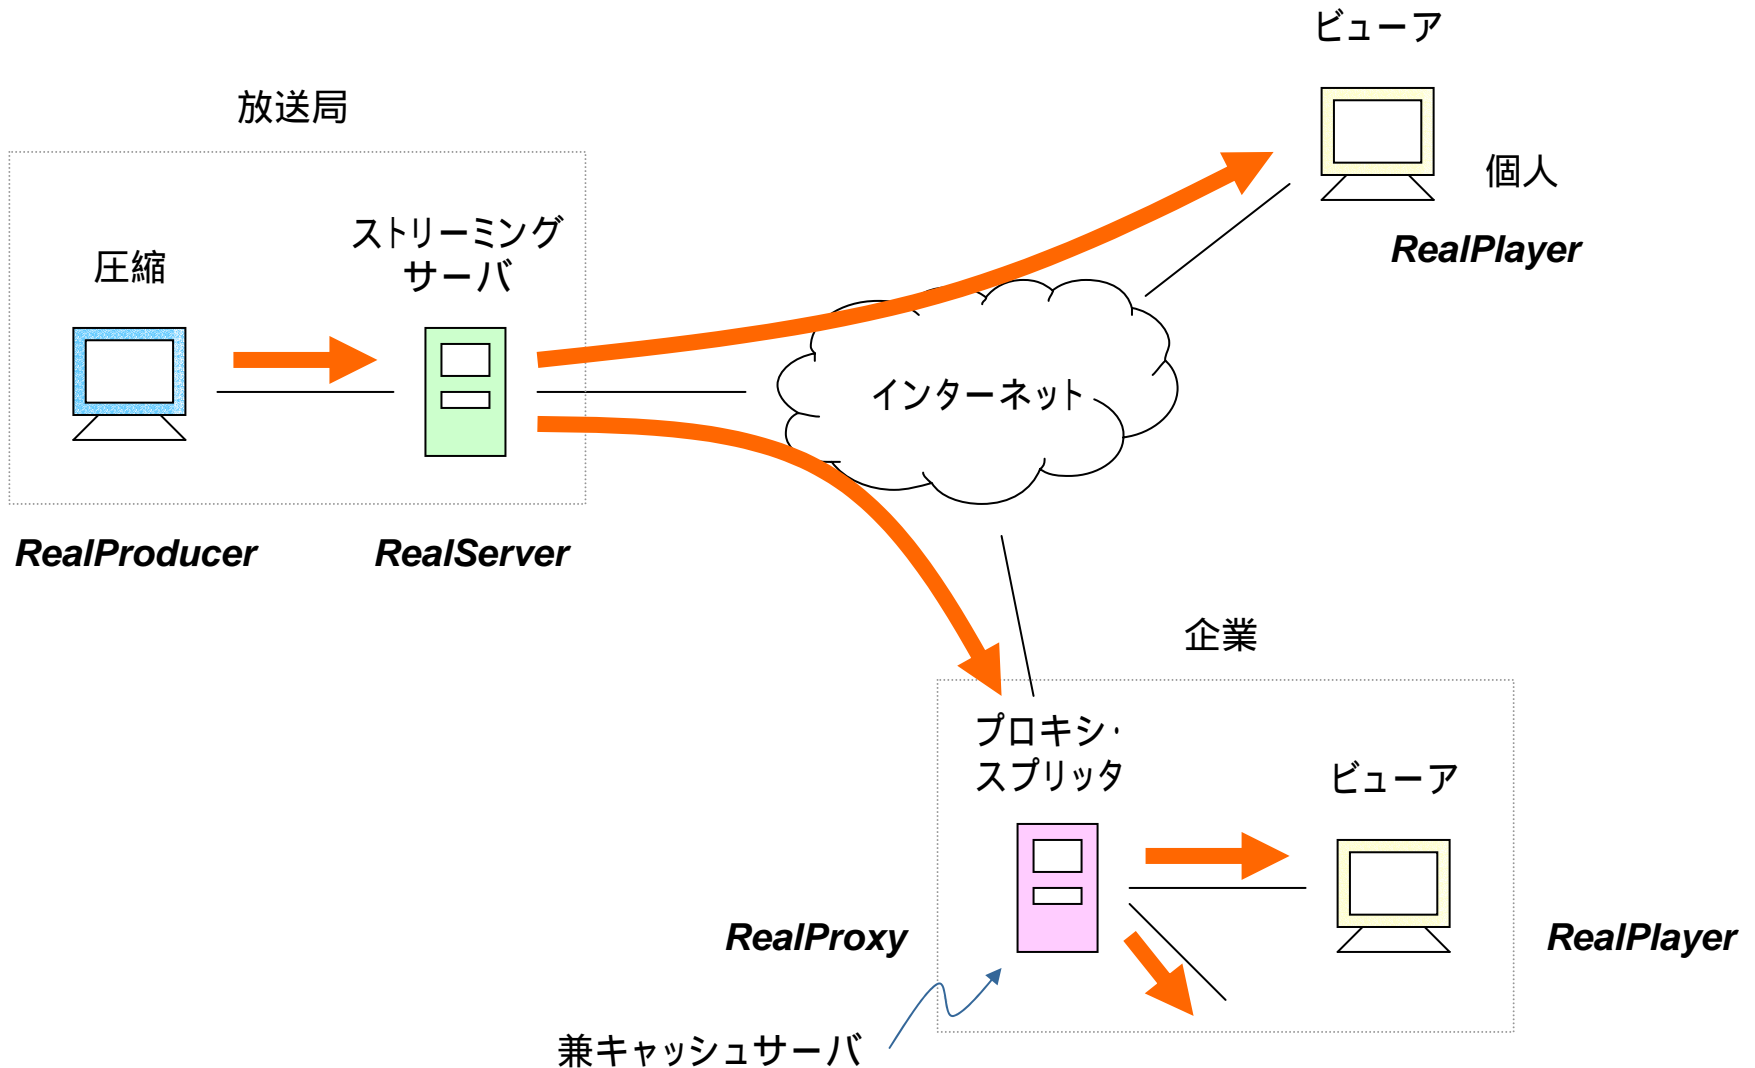 ビューア
放送局
個人
ストリーミング
サーバ
圧縮
RealPlayer
インターネット
RealProducer
RealServer
企業
プロキシ・
スプリッタ
ビューア
RealProxy
RealPlayer
兼キャッシュサーバ